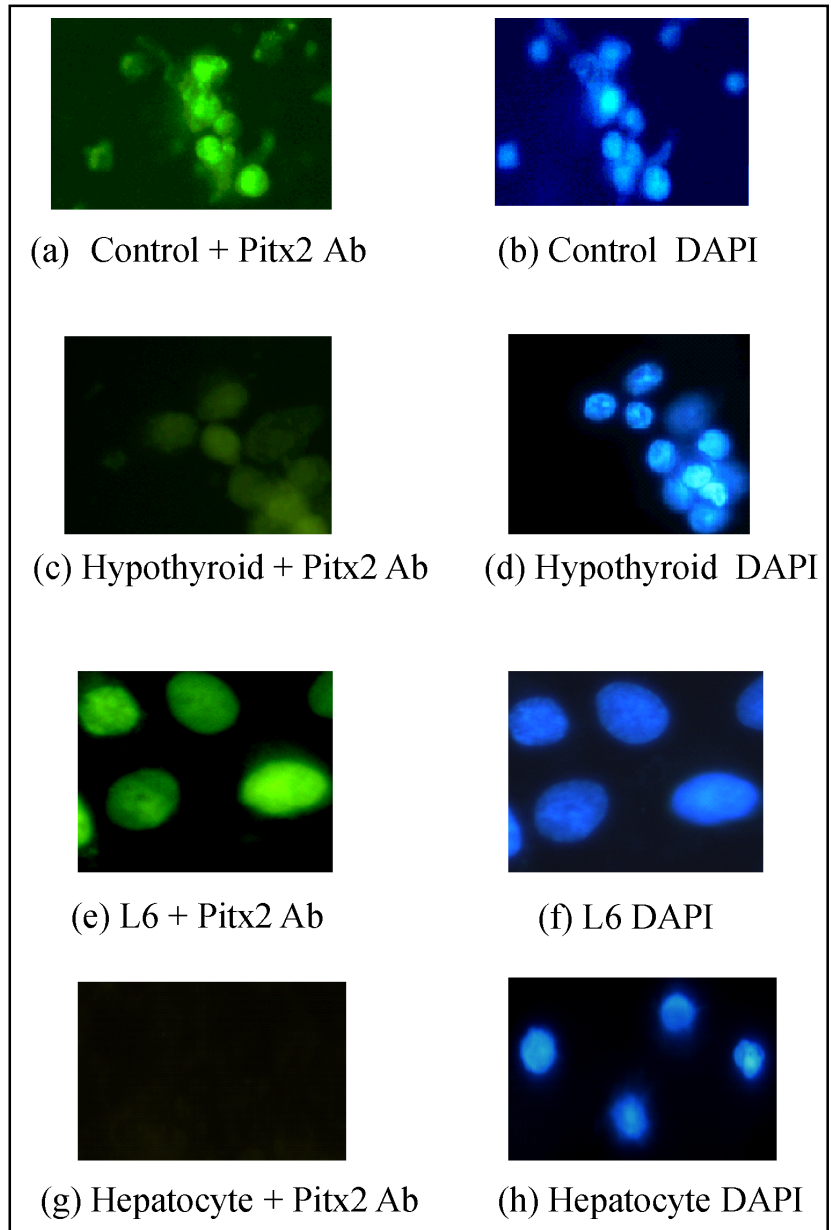 (a) Control + Pitx2 Ab
(b) Control DAPI
(c) Hypothyroid + Pitx2 Ab
(d) Hypothyroid DAPI
(e) L6 + Pitx2 Ab
(f) L6 DAPI
(g) Hepatocyte + Pitx2 Ab
(h) Hepatocyte DAPI